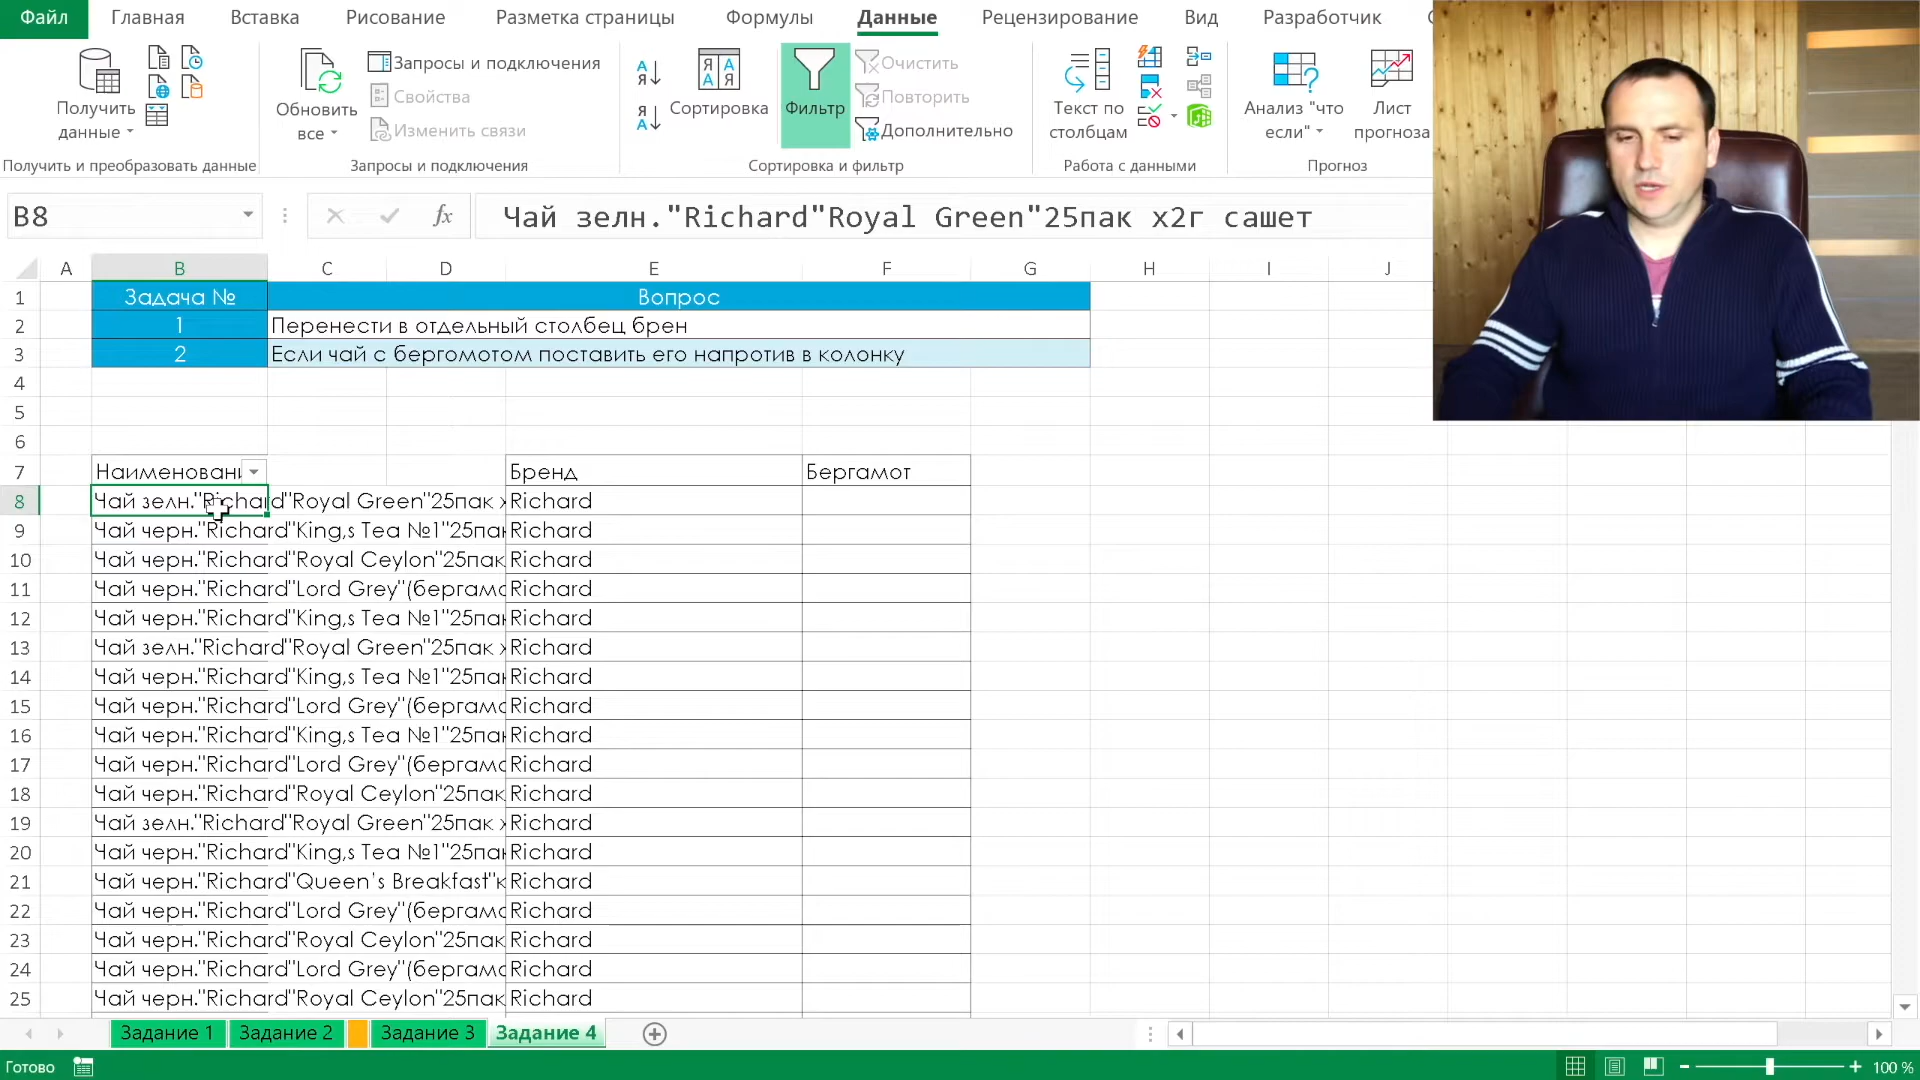 Файл Главная Вставка Рисование Разметка страницы Формулы Данные Рецензирование Вид Разработчик
Получить данные
Обновить все
Запросы и подключения
Свойства
Изменить связи
Сортировка
Фильтр
Очистить
Повторить
Дополнительно
Текст по столбцам
Анализ "что если"
Лист прогноза
Получить и преобразовать данные
Запросы и подключения
Сортировка и фильтр
Работа с данными
Прогноз
B8 fx Чай зелн."Richard"Royal Green"25пак х2г сашет
A B C D E F G H I J
1 Задача № Вопрос
2 1 Перенести в отдельный столбец брен
3 2 Если чай с бергомотом поставить его напротив в колонку
4
5
6
7 Наименовани Бренд Бергамот
8 Чай зелн."Richard"Royal Green"25пак х Richard
9 Чай черн."Richard"King,s Tea №1"25пак Richard
10 Чай черн."Richard"Royal Ceylon"25пак Richard
11 Чай черн."Richard"Lord Grey"(бергамо Richard
12 Чай черн."Richard"King,s Tea №1"25пак Richard
13 Чай зелн."Richard"Royal Green"25пак х Richard
14 Чай черн."Richard"King,s Tea №1"25пак Richard
15 Чай черн."Richard"Lord Grey"(бергамо Richard
16 Чай черн."Richard"King,s Tea №1"25пак Richard
17 Чай черн."Richard"Lord Grey"(бергамо Richard
18 Чай черн."Richard"Royal Ceylon"25пак Richard
19 Чай зелн."Richard"Royal Green"25пак х Richard
20 Чай черн."Richard"King,s Tea №1"25пак Richard
21 Чай черн."Richard"Queen's Breakfast"к Richard
22 Чай черн."Richard"Lord Grey"(бергамо Richard
23 Чай черн."Richard"Royal Ceylon"25пак Richard
24 Чай черн."Richard"Lord Grey"(бергамо Richard
25 Чай черн."Richard"Royal Ceylon"25пак Richard
Задание 1 Задание 2 Задание 3 Задание 4
Готово 100 %